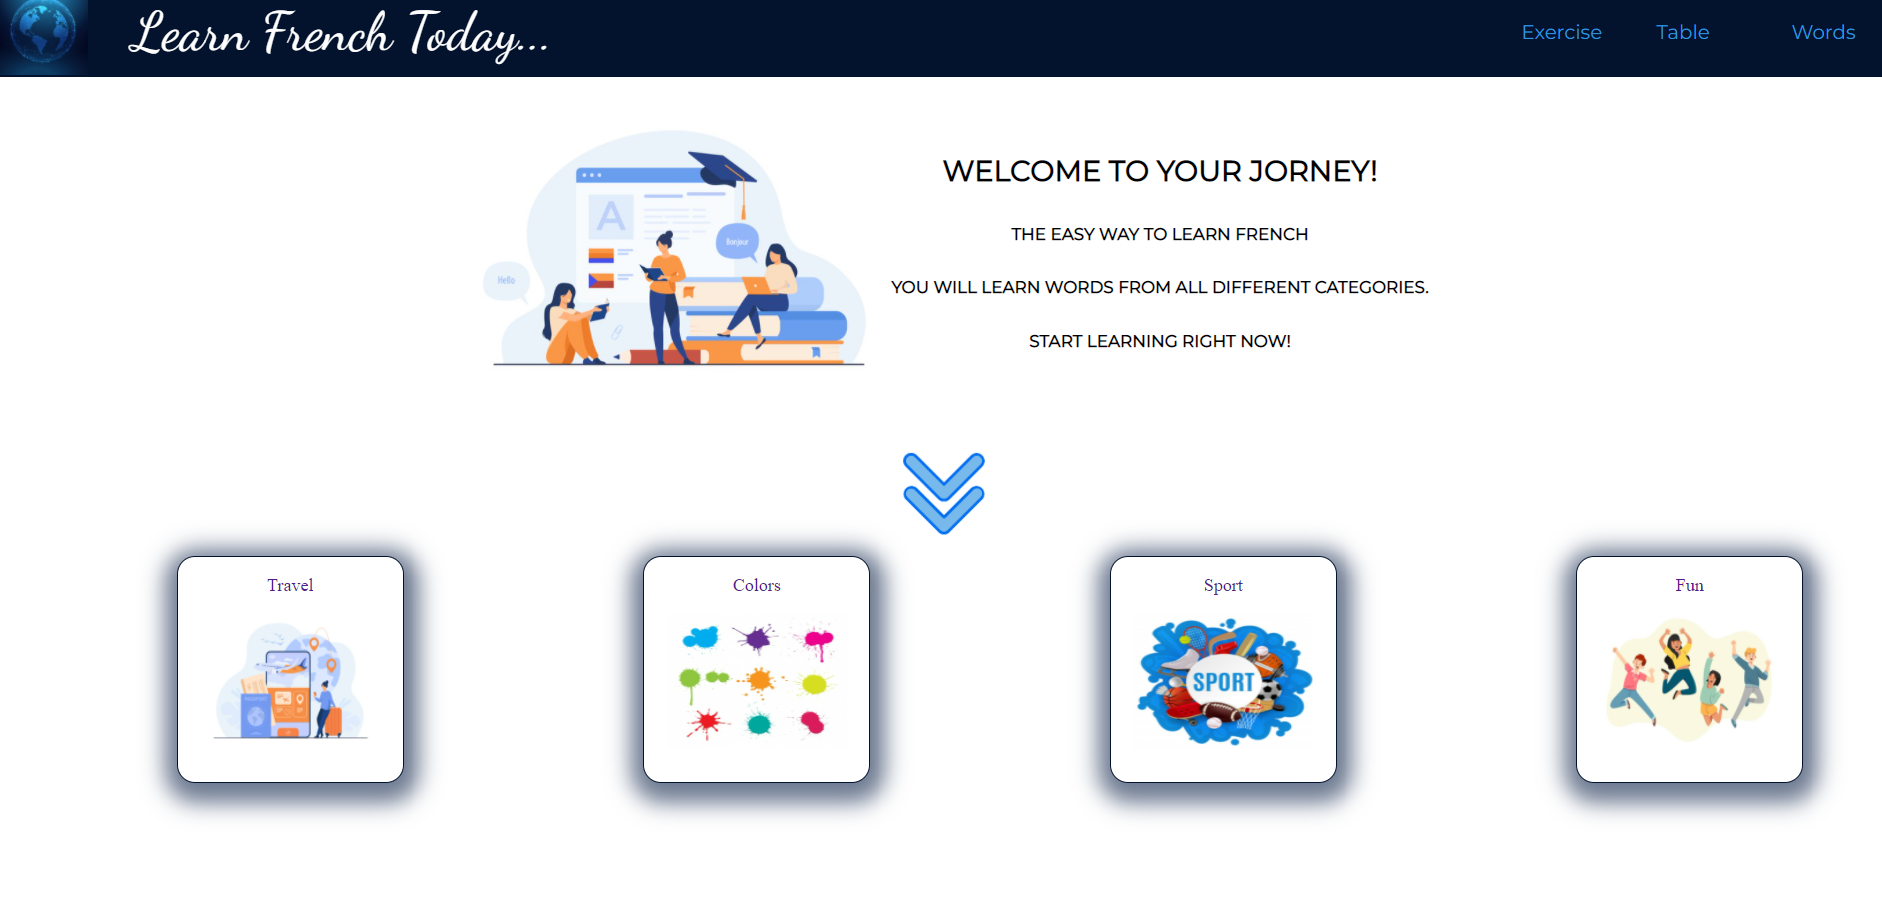 Learn French Today...
Exercise Table Words
WELCOME TO YOUR JORNEY!
THE EASY WAY TO LEARN FRENCH
YOU WILL LEARN WORDS FROM ALL DIFFERENT CATEGORIES.
START LEARNING RIGHT NOW!
A
Bonjour
Hello
Travel
Colors
Sport
Fun
SPORT